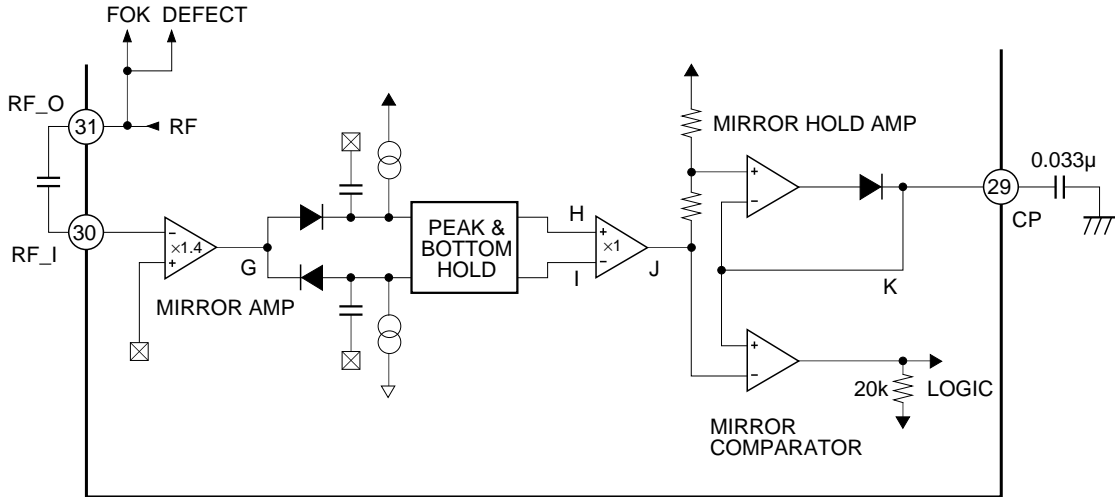 FOK DEFECT
RF_O
31
RF
MIRROR HOLD AMP
0.033µ
29
CP
30
RF_I
×1.4
G
MIRROR AMP
PEAK &
BOTTOM
HOLD
H
I
×1
J
K
20k
LOGIC
MIRROR
COMPARATOR
+
−
+
−
+
−
+
−